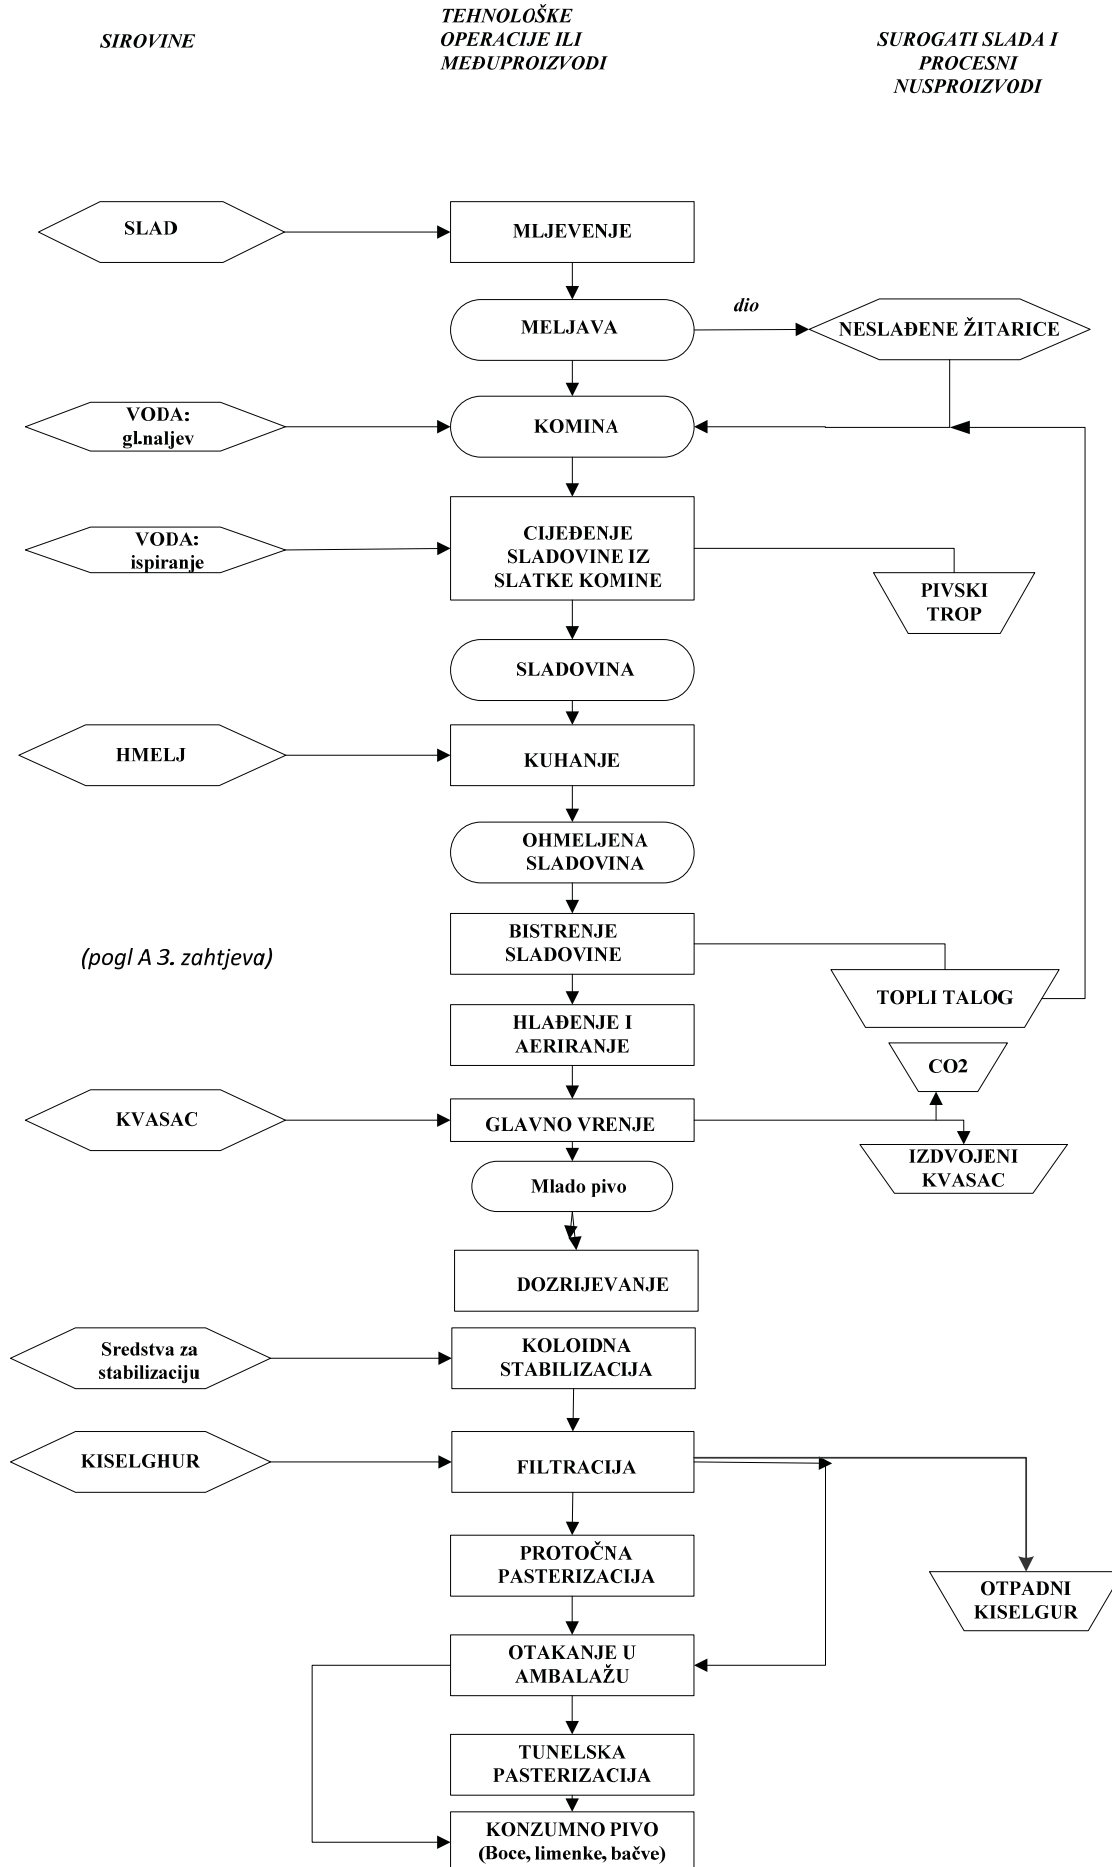 SIROVINE
TEHNOLOŠKE
OPERACIJE ILI
MEĐUPROIZVODI
SUROGATI SLADA I
PROCESNI
NUSPROIZVODI
SLAD
MLJEVENJE
MELJAVA
dio
NESLAĐENE ŽITARICE
VODA:
gl.naljev
KOMINA
VODA:
ispiranje
CIJEĐENJE
SLADOVINE IZ
SLATKE KOMINE
PIVSKI
TROP
SLADOVINA
HMELJ
KUHANJE
OHMELJENA
SLADOVINA
BISTRENJE
SLADOVINE
(pogl A 3. zahtjeva)
TOPLI TALOG
HLAĐENJE I
AERIRANJE
CO2
KVASAC
GLAVNO VRENJE
IZDVOJENI
KVASAC
Mlado pivo
DOZRIJEVANJE
Sredstva za
stabilizaciju
KOLOIDNA
STABILIZACIJA
KISELGHUR
FILTRACIJA
PROTOČNA
PASTERIZACIJA
OTPADNI
KISELGUR
OTAKANJE U
AMBALAŽU
TUNELSKA
PASTERIZACIJA
KONZUMNO PIVO
(Boce, limenke, bačve)